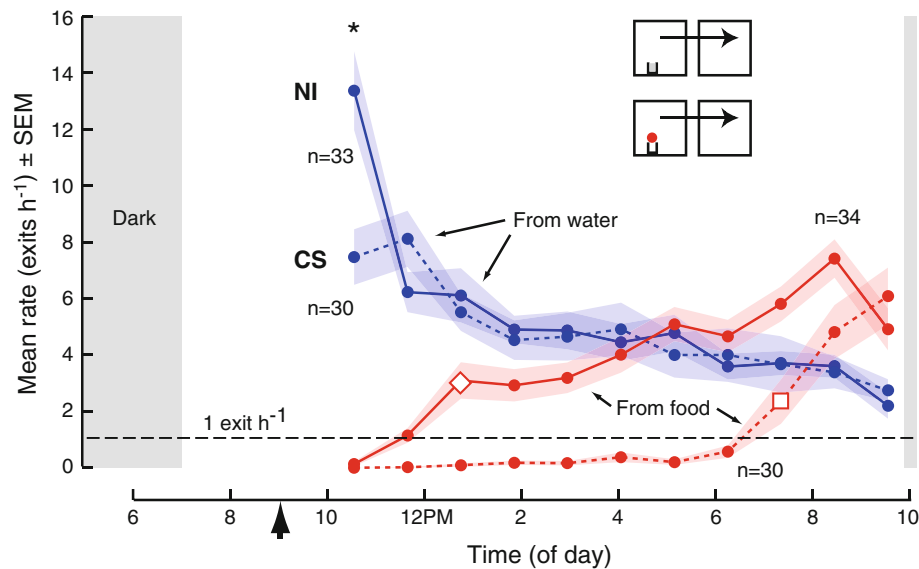 16
14
12
10
8
6
4
2
0
Mean rate (exits h⁻¹) ± SEM
*
NI
n=33
Dark
From water
n=34
CS
n=30
From food
1 exit h⁻¹
n=30
6 8 10 12PM 2 4 6 8 10
Time (of day)